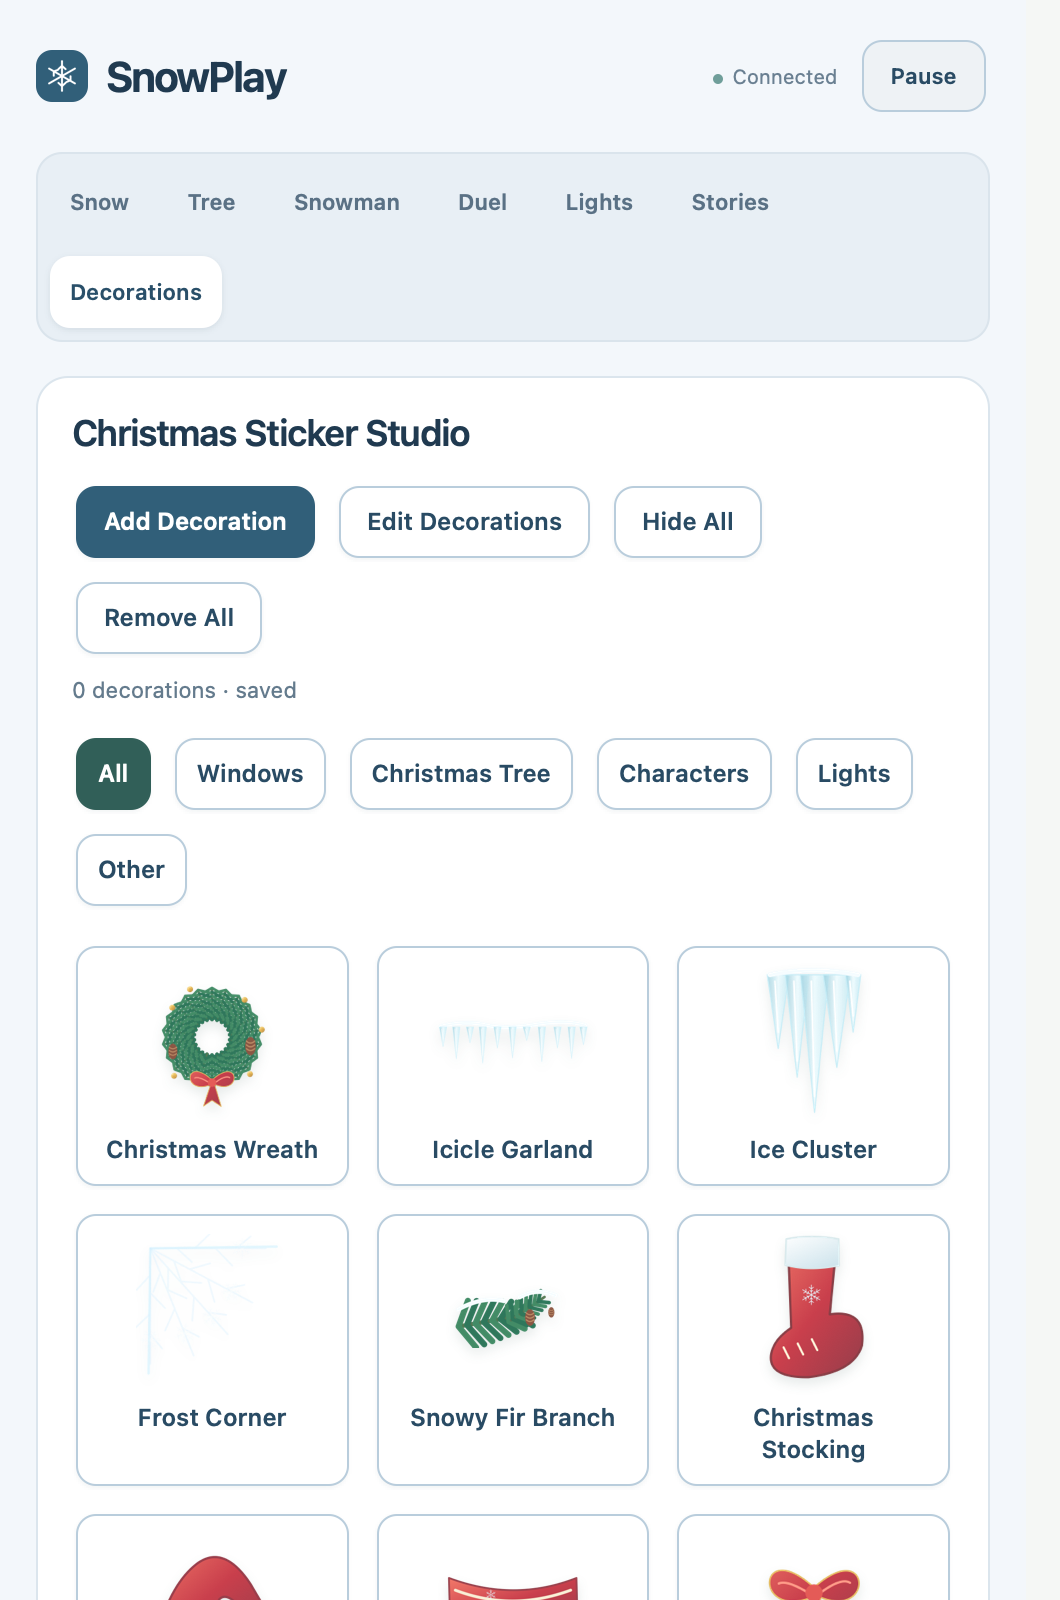 SnowPlay
Connected
Pause
Snow Tree Snowman Duel Lights Stories
Decorations
Christmas Sticker Studio
Add Decoration Edit Decorations Hide All
Remove All
0 decorations · saved
All Windows Christmas Tree Characters Lights
Other
Christmas Wreath Icicle Garland Ice Cluster
Frost Corner Snowy Fir Branch Christmas
Stocking